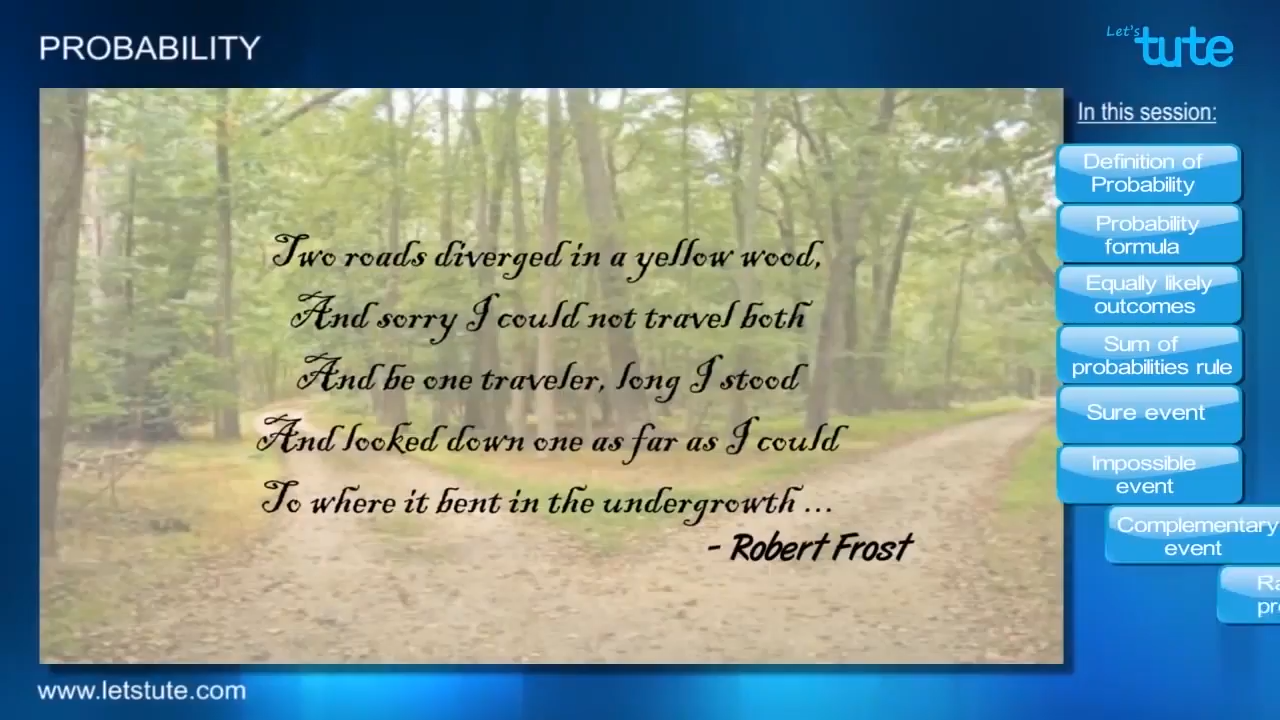 PROBABILITY
Let's
tute
In this session:
Definition of
Probability
Probability
formula
Equally likely
outcomes
Sum of
probabilities rule
Sure event
Impossible
event
Complementary
event
Two roads diverged in a yellow wood,
And sorry I could not travel both
And be one traveler, long I stood
And looked down one as far as I could
To where it bent in the undergrowth ...
- Robert Frost
www.letstute.com